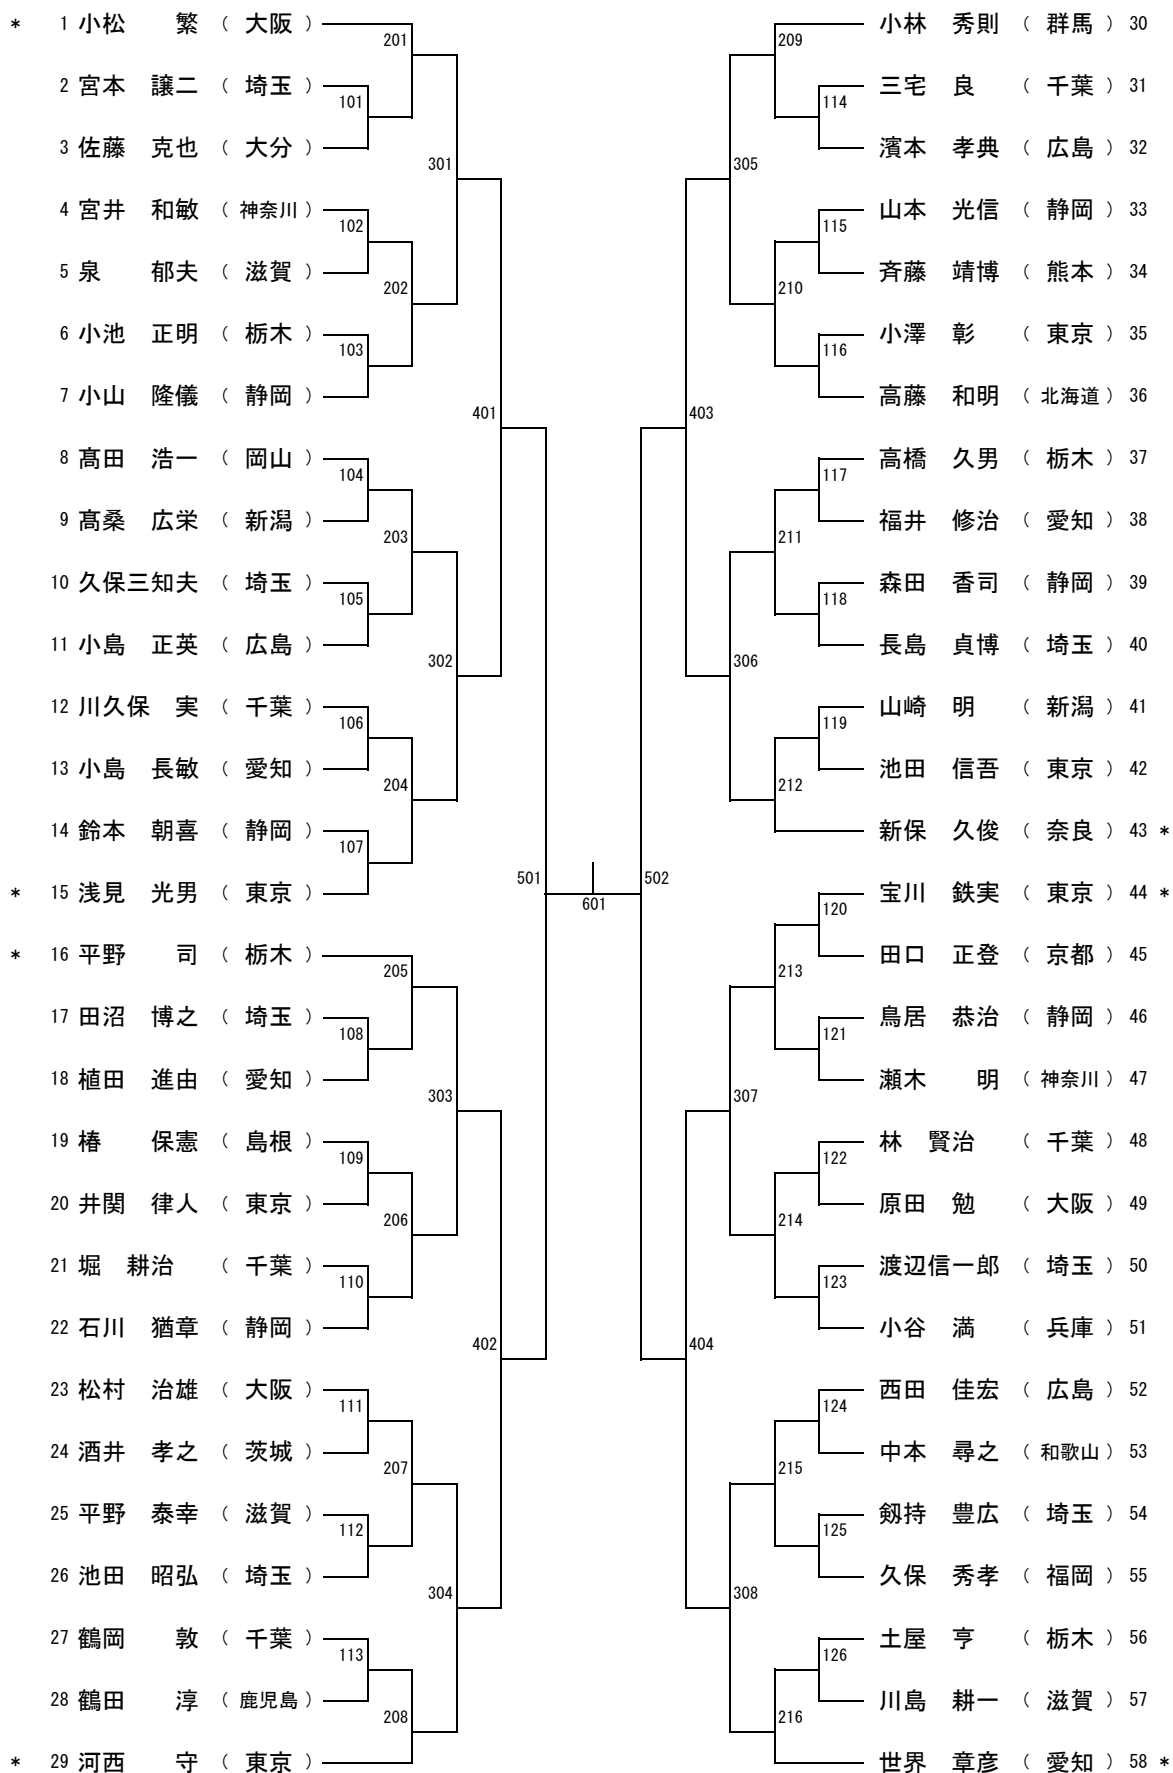 * 1 小松 繁 ( 大阪 ) 小林 秀則 ( 群馬 ) 30
201 209
2 宮本 譲二 ( 埼玉 ) 三宅 良 ( 千葉 ) 31
101 114
3 佐藤 克也 ( 大分 ) 濱本 孝典 ( 広島 ) 32
301 305
4 宮井 和敏 ( 神奈川 ) 山本 光信 ( 静岡 ) 33
102 115
5 泉 郁夫 ( 滋賀 ) 斉藤 靖博 ( 熊本 ) 34
202 210
6 小池 正明 ( 栃木 ) 小澤 彰 ( 東京 ) 35
103 116
7 小山 隆儀 ( 静岡 ) 高藤 和明 ( 北海道 ) 36
401 403
8 髙田 浩一 ( 岡山 ) 高橋 久男 ( 栃木 ) 37
104 117
9 髙桑 広栄 ( 新潟 ) 福井 修治 ( 愛知 ) 38
203 211
10 久保三知夫 ( 埼玉 ) 森田 香司 ( 静岡 ) 39
105 118
11 小島 正英 ( 広島 ) 長島 貞博 ( 埼玉 ) 40
302 306
12 川久保 実 ( 千葉 ) 山崎 明 ( 新潟 ) 41
106 119
13 小島 長敏 ( 愛知 ) 池田 信吾 ( 東京 ) 42
204 212
14 鈴木 朝喜 ( 静岡 ) 新保 久俊 ( 奈良 ) 43 *
107
501 502
* 15 浅見 光男 ( 東京 ) 宝川 鉄実 ( 東京 ) 44 *
601 120
* 16 平野 司 ( 栃木 ) 田口 正登 ( 京都 ) 45
205 213
17 田沼 博之 ( 埼玉 ) 鳥居 恭治 ( 静岡 ) 46
108 121
18 植田 進由 ( 愛知 ) 瀬木 明 ( 神奈川 ) 47
303 307
19 椿 保憲 ( 島根 ) 林 賢治 ( 千葉 ) 48
109 122
20 井関 律人 ( 東京 ) 原田 勉 ( 大阪 ) 49
206 214
21 堀 耕治 ( 千葉 ) 渡辺信一郎 ( 埼玉 ) 50
110 123
22 石川 猶章 ( 静岡 ) 小谷 満 ( 兵庫 ) 51
402 404
23 松村 治雄 ( 大阪 ) 西田 佳宏 ( 広島 ) 52
111 124
24 酒井 孝之 ( 茨城 ) 中本 尋之 ( 和歌山 ) 53
207 215
25 平野 泰幸 ( 滋賀 ) 剱持 豊広 ( 埼玉 ) 54
112 125
26 池田 昭弘 ( 埼玉 ) 久保 秀孝 ( 福岡 ) 55
304 308
27 鶴岡 敦 ( 千葉 ) 土屋 亨 ( 栃木 ) 56
113 126
28 鶴田 淳 ( 鹿児島 ) 川島 耕一 ( 滋賀 ) 57
208 216
* 29 河西 守 ( 東京 ) 世界 章彦 ( 愛知 ) 58 *